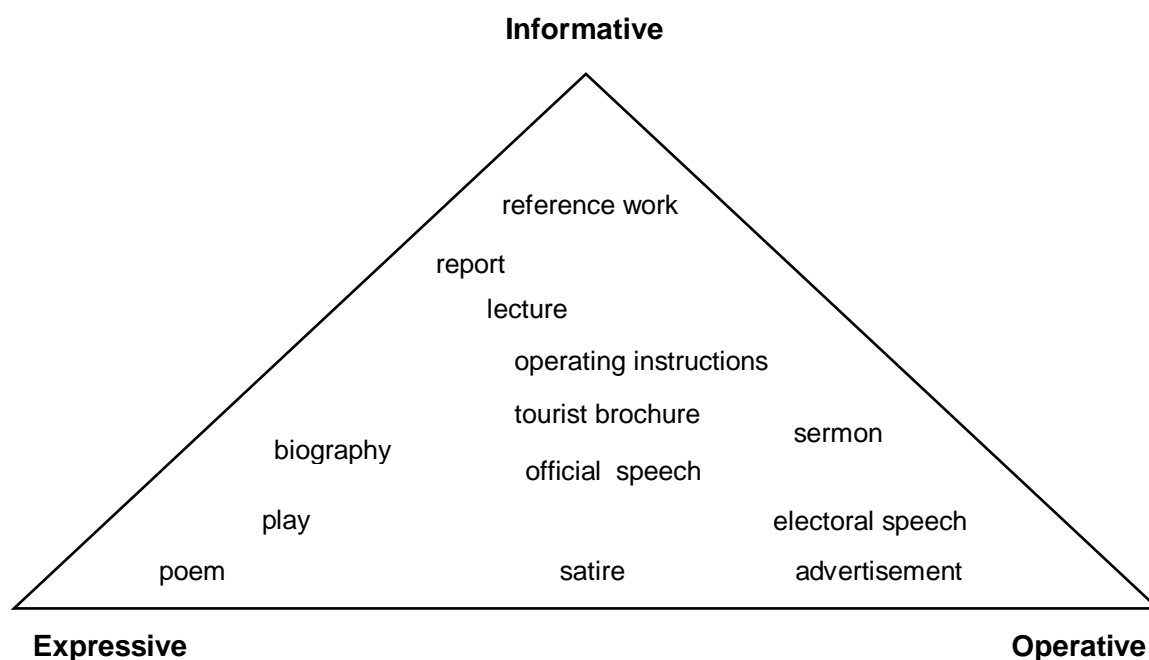 Informative
reference work
report
lecture
operating instructions
tourist brochure
sermon
biography
official speech
play
electoral speech
poem
satire
advertisement
Expressive
Operative